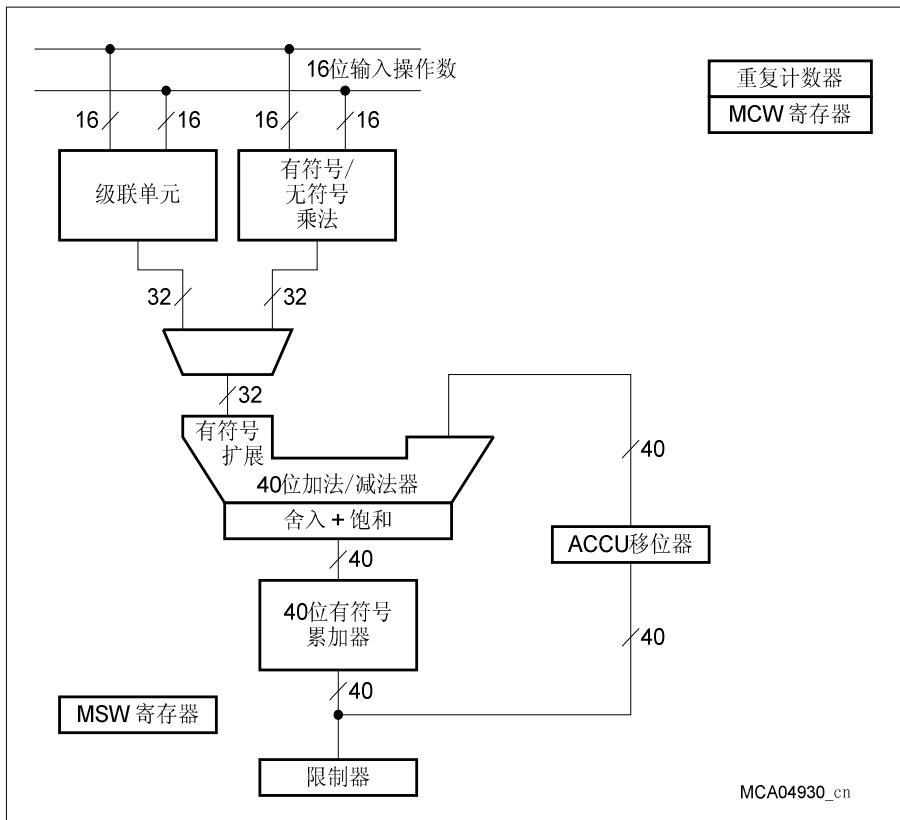 16位输入操作数
重复计数器
MCW 寄存器
16
16
16
16
级联单元
有符号/
无符号
乘法
32
32
32
有符号
扩展
40位加法/减法器
舍入 + 饱和
40
ACCU移位器
40
40位有符号
累加器
40
40
MSW 寄存器
限制器
MCA04930_cn